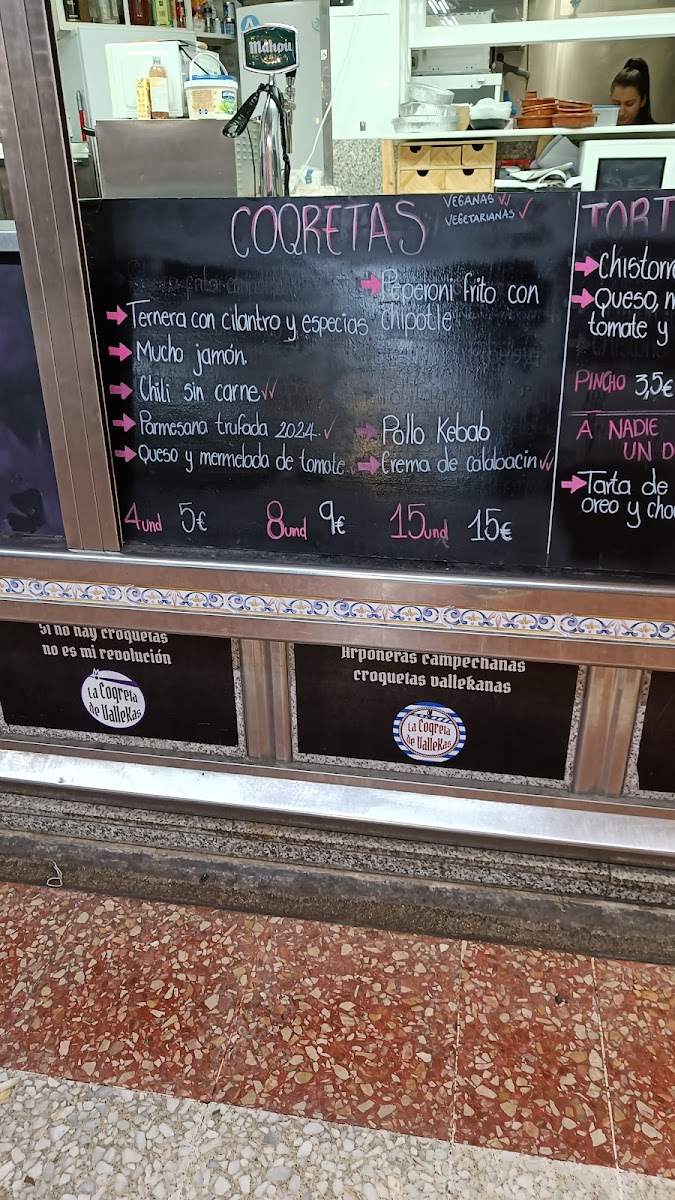 Mahou
COQRETAS
VEGANAS ✓✓
VEGETARIANAS ✓
Peperoni frito con
chipotle
Ternera con cilantro y especias
Mucho jamón
Chili sin carne ✓✓
Parmesana trufada 2024 ✓
Queso y mermelada de tomate
Pollo Kebab
Crema de calabacin ✓✓
4und 5€ 8und 9€ 15und 15€
TORT
Chistorr
Queso,
tomate y
PINCHO 3,5€
A NADIE
UN D
Tarta de
oreo y cho
Si no hay croquetas
no es mi revolución
La Coqreta
de Vallekas
Arponeras campechanas
croquetas vallekanas
La Coqreta
de Vallekas